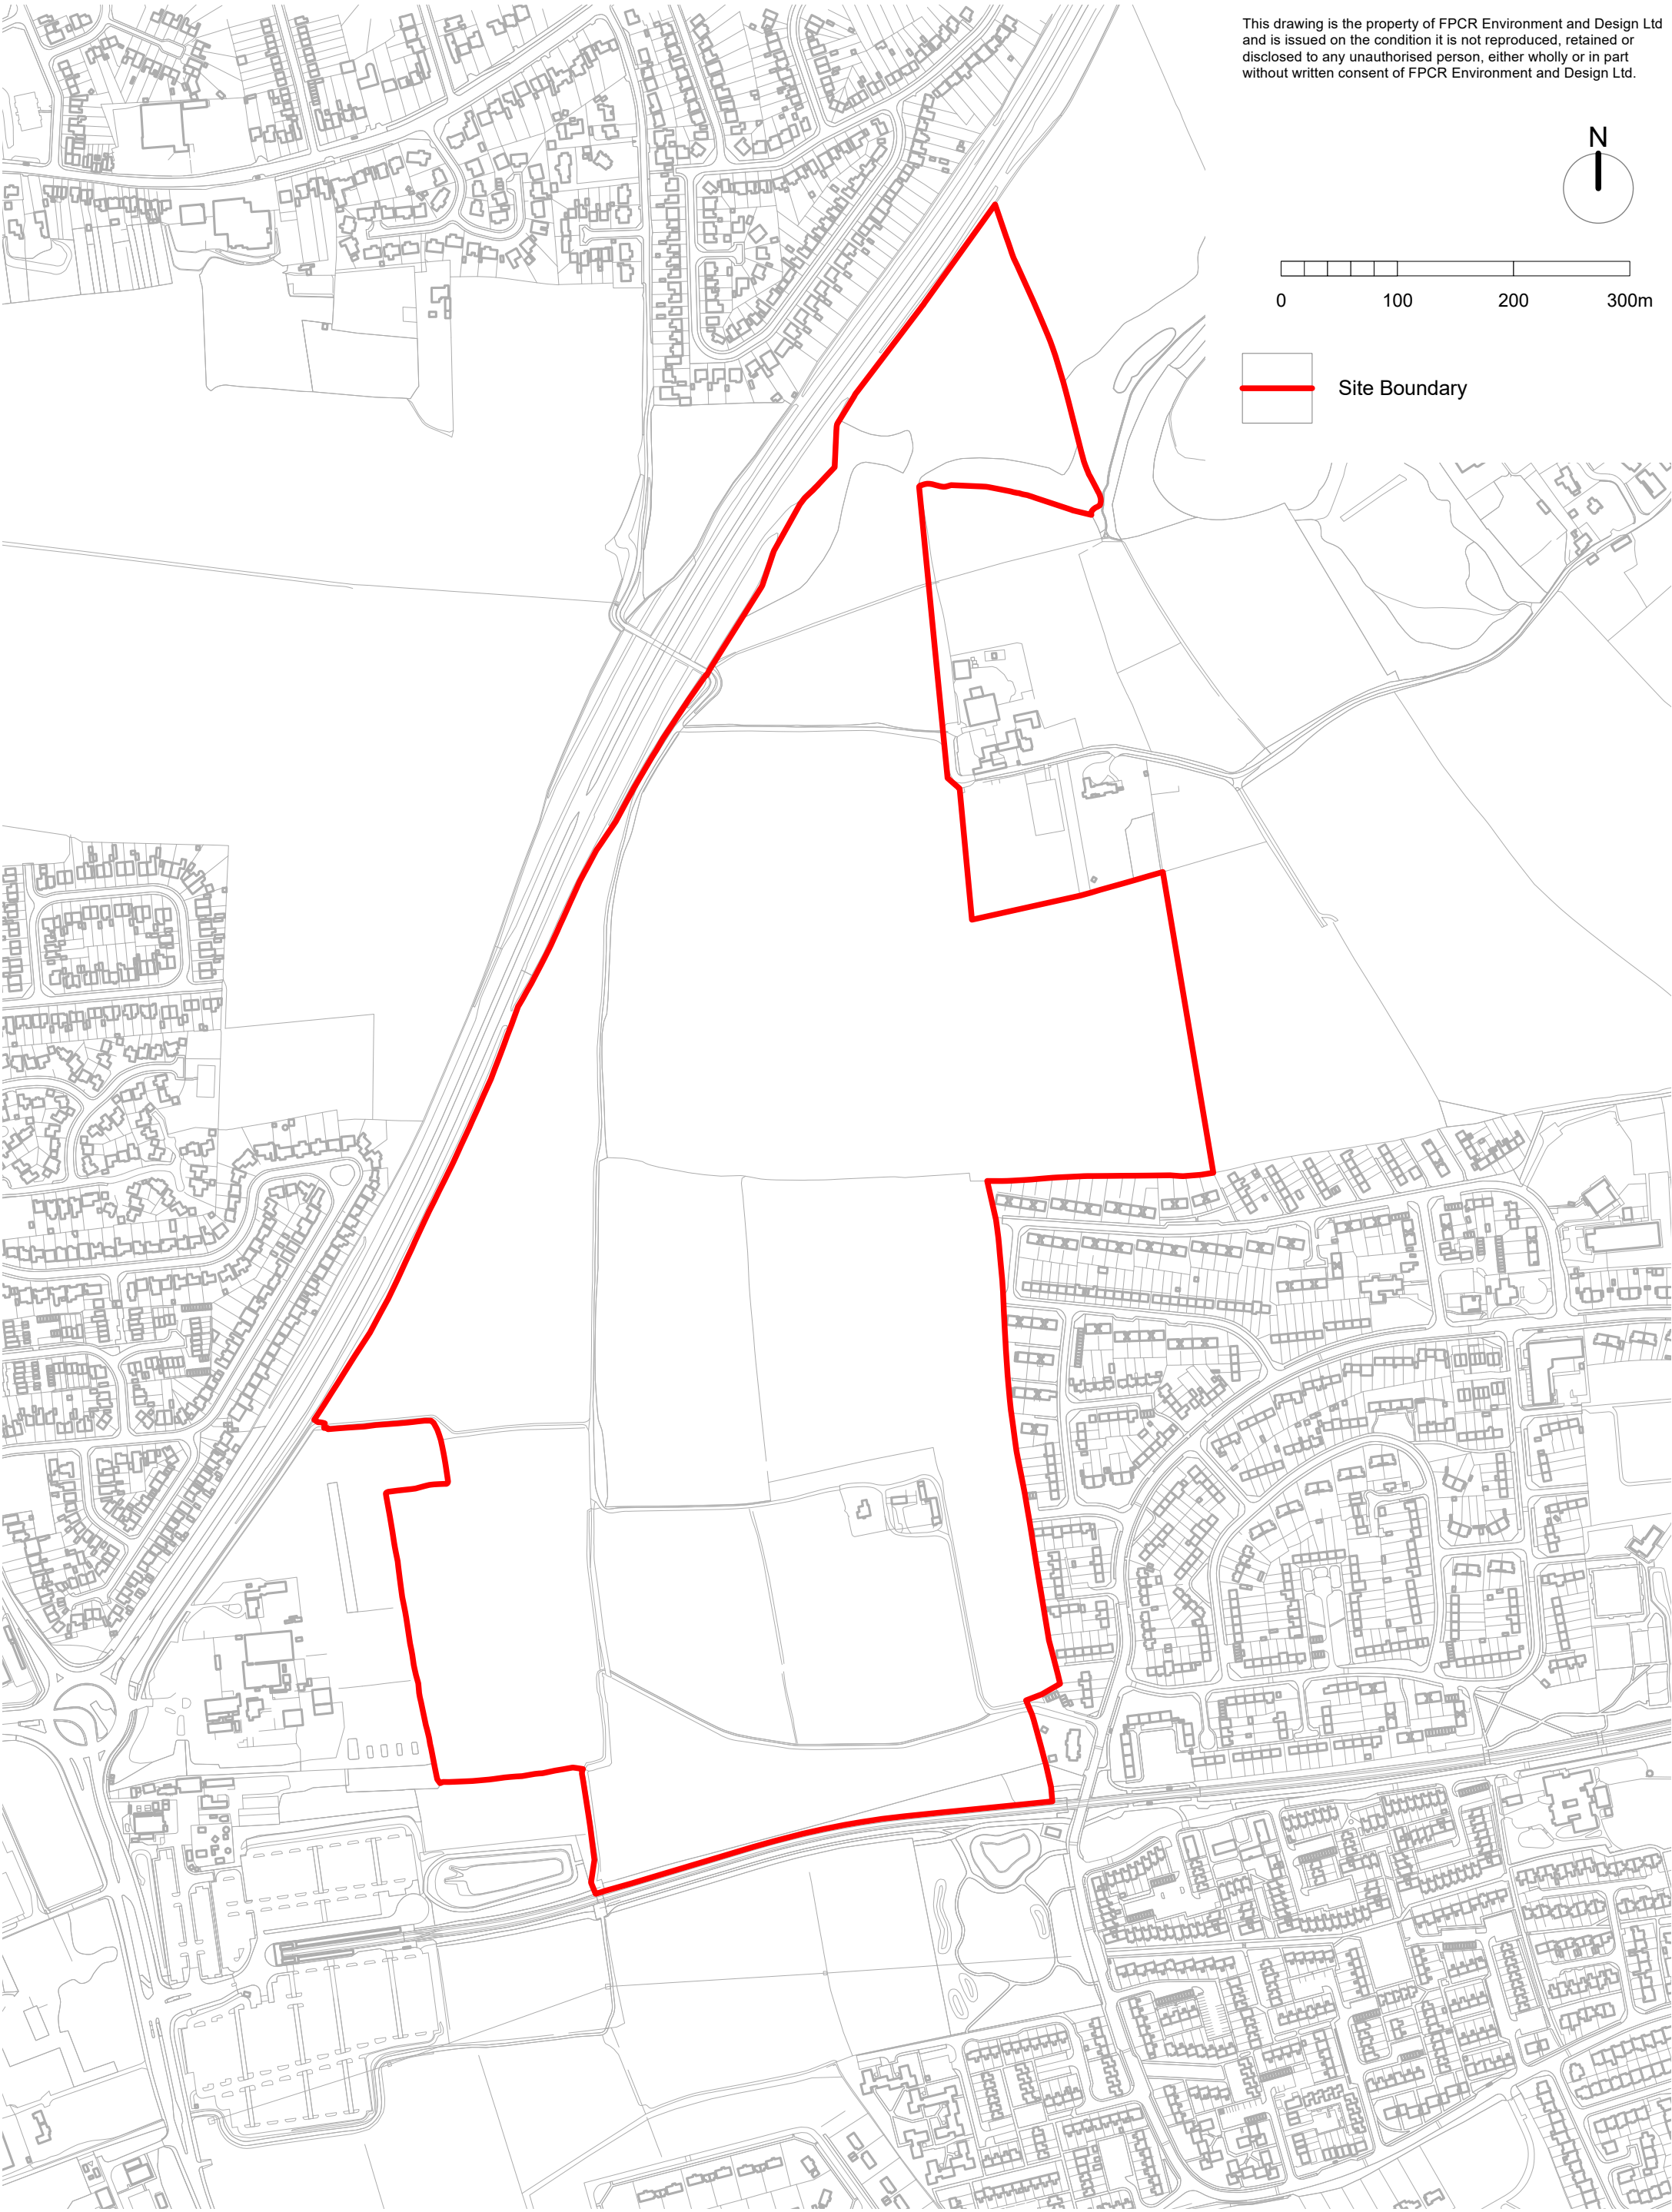 This drawing is the property of FPCR Environment and Design Ltd
and is issued on the condition it is not reproduced, retained or
disclosed to any unauthorised person, either wholly or in part
without written consent of FPCR Environment and Design Ltd.
N
0 100 200 300m
Site Boundary